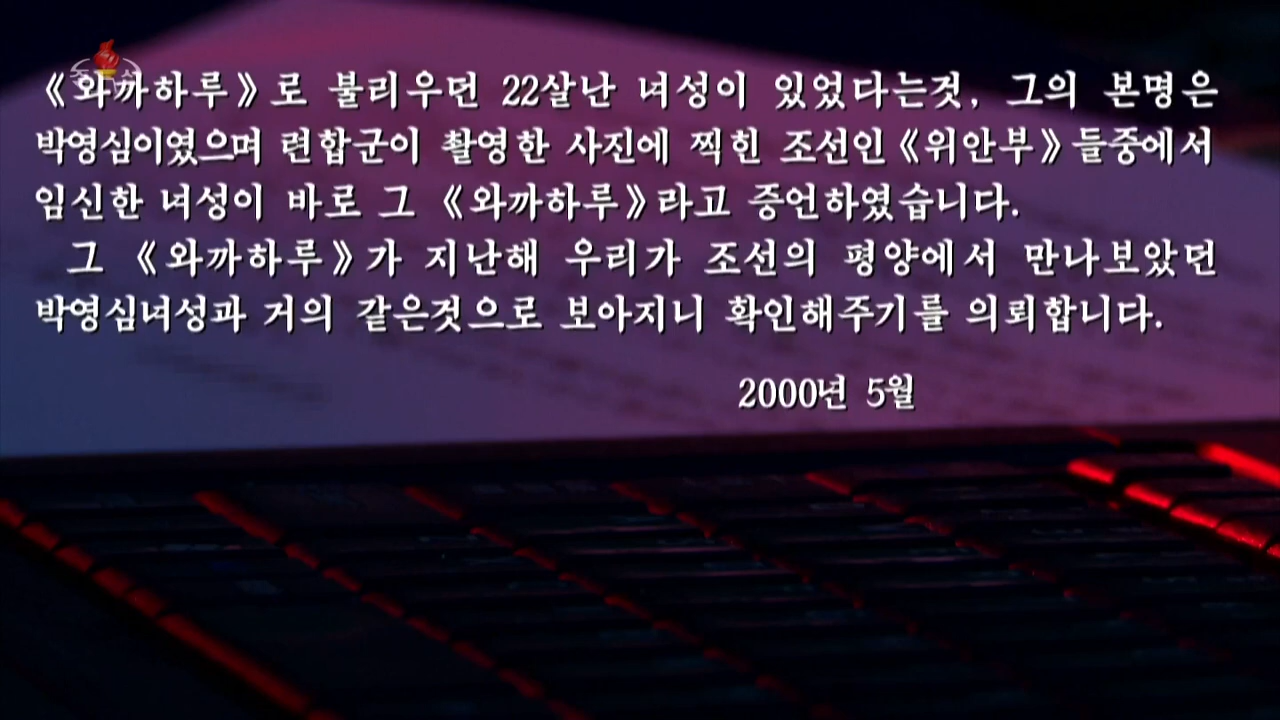 《와까하루》로 불리우던 22살난 녀성이 있었다는것, 그의 본명은
박영심이였으며 련합군이 촬영한 사진에 찍힌 조선인《위안부》들중에서
임신한 녀성이 바로 그 《와까하루》라고 증언하였습니다.
그 《와까하루》가 지난해 우리가 조선의 평양에서 만나보았던
박영심녀성과 거의 같은것으로 보아지니 확인해주기를 의뢰합니다.
2000년 5월